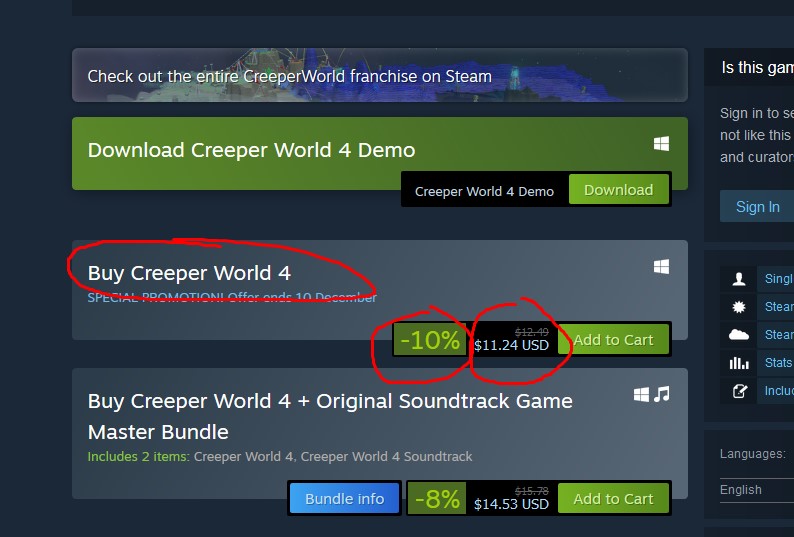 Check out the entire CreeperWorld franchise on Steam
Is this gam
Download Creeper World 4 Demo
Sign in to se
not like this
and curator
Creeper World 4 Demo
Download
Sign In
Buy Creeper World 4
SPECIAL PROMOTION! Offer ends 10 December
Singl
Stear
Stear
Stats
Includ
-10%
$12.49
$11.24 USD
Add to Cart
Buy Creeper World 4 + Original Soundtrack Game
Master Bundle
Includes 2 items: Creeper World 4, Creeper World 4 Soundtrack
Languages:
English
Bundle info
-8%
$15.78
$14.53 USD
Add to Cart